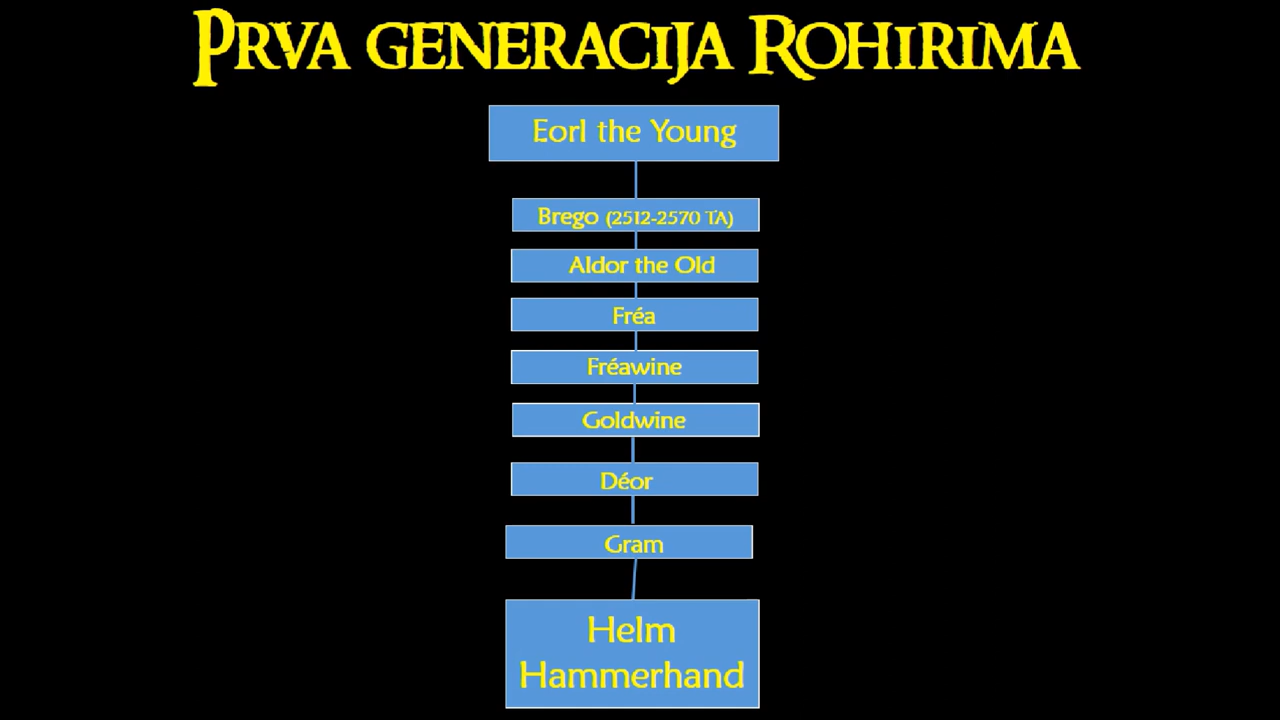 Prva generacija Rohirima
Eorl the Young
Brego (2512-2570 TA)
Aldor the Old
Fréa
Fréawine
Goldwine
Déor
Gram
Helm
Hammerhand